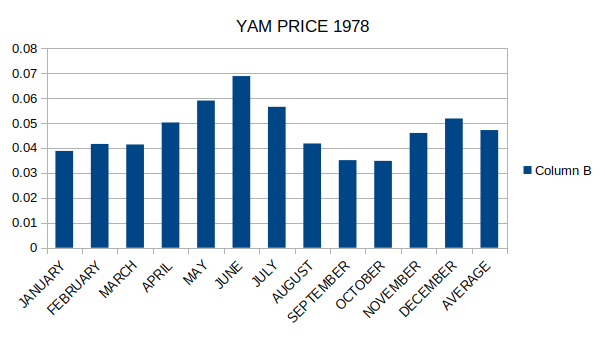 YAM PRICE 1978
0.08
0.07
0.06
0.05
0.04
0.03
0.02
0.01
0
JANUARY
FEBRUARY
MARCH
APRIL
MAY
JUNE
JULY
AUGUST
SEPTEMBER
OCTOBER
NOVEMBER
DECEMBER
AVERAGE
Column B